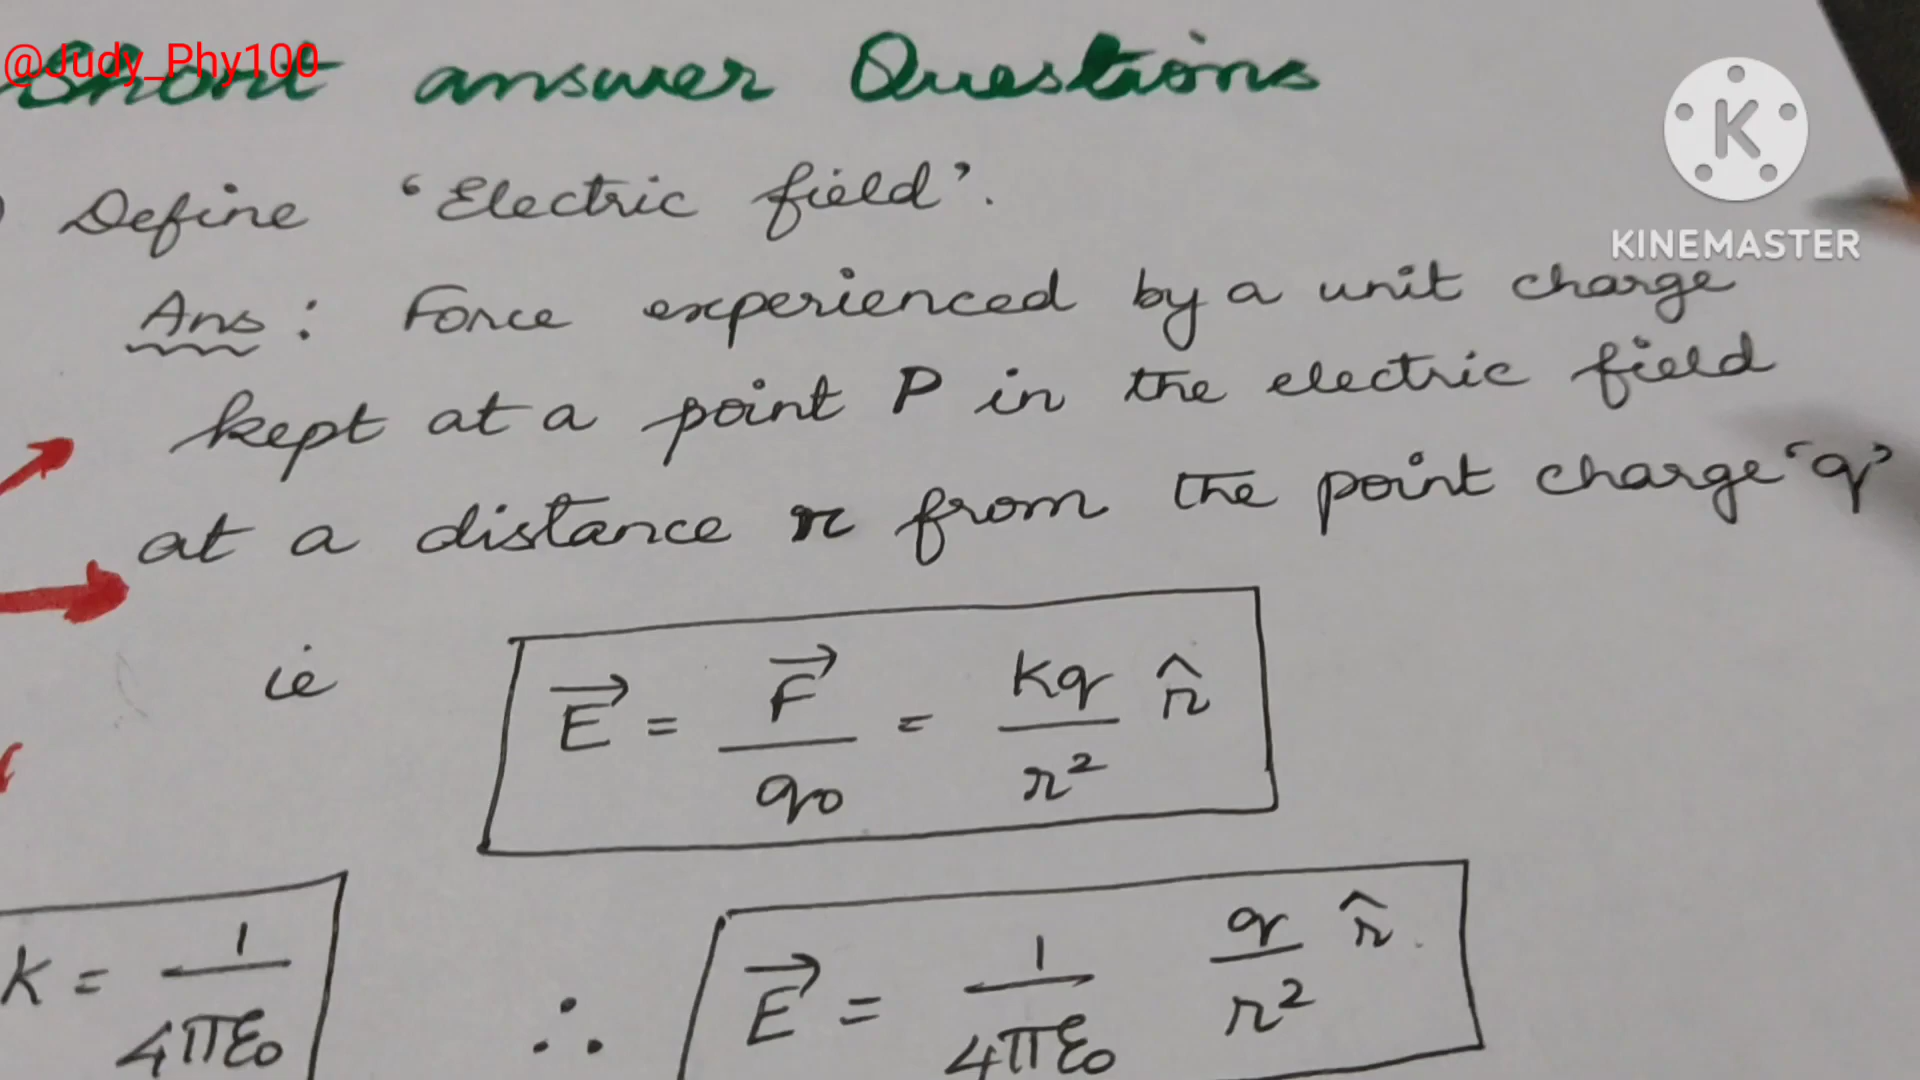 @Judy_Phy100
Short answer Questions
K
KINEMASTER
Define 'Electric field'.
Ans : Force experienced by a unit charge
kept at a point P in the electric field
at a distance r from the point charge 'q'
ie E⃗ = F⃗ / q₀ = kq / r² r̂
K = 1 / 4πε₀ ∴ E⃗ = 1 / 4πε₀ q / r² r̂